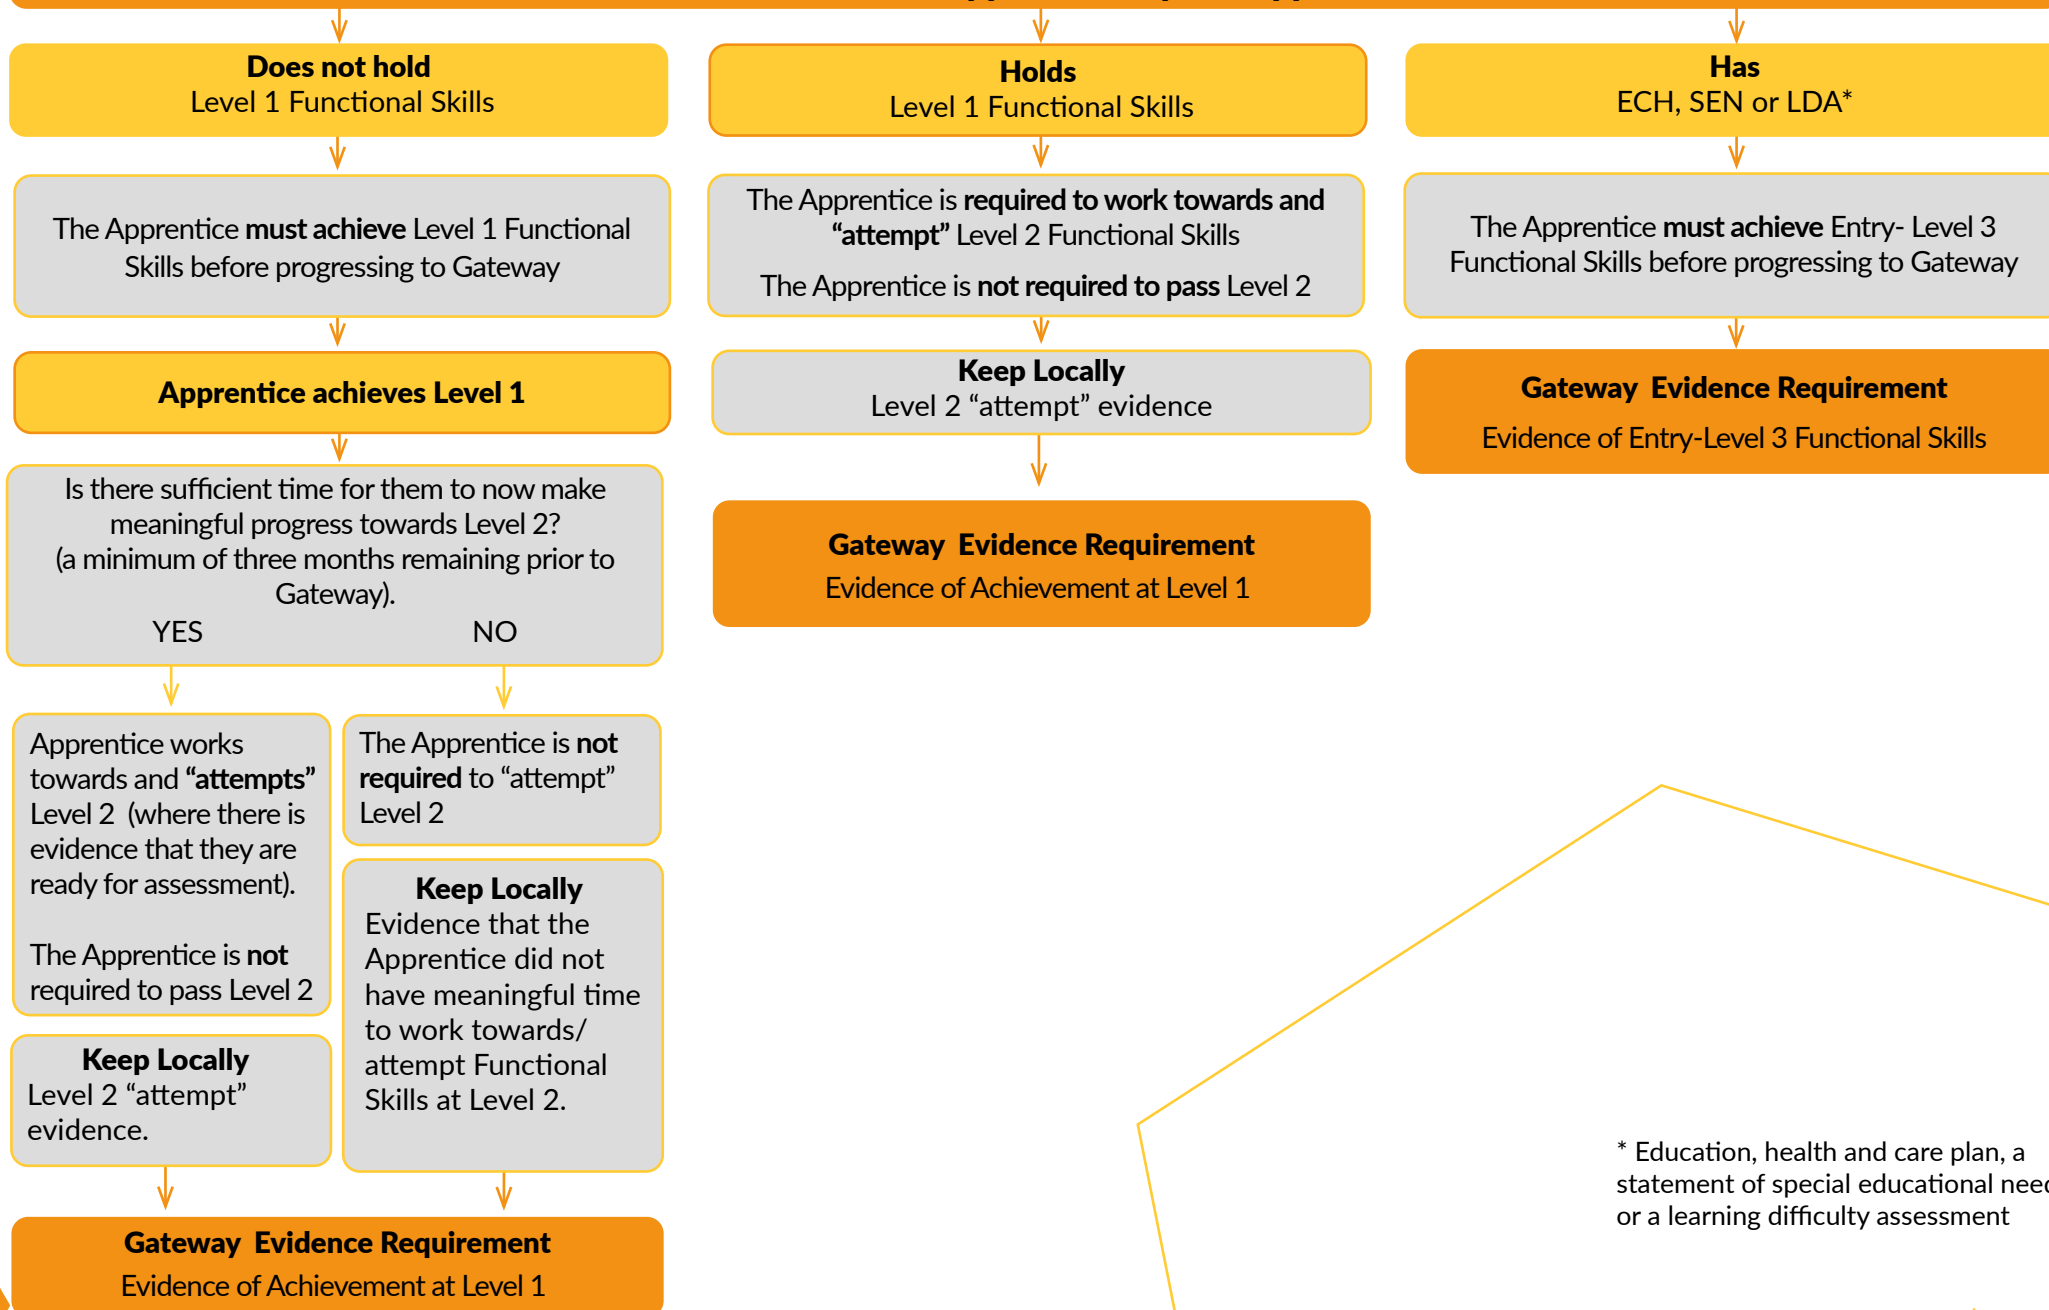 Does not hold
Level 1 Functional Skills
The Apprentice must achieve Level 1 Functional
Skills before progressing to Gateway
Apprentice achieves Level 1
Is there sufficient time for them to now make
meaningful progress towards Level 2?
(a minimum of three months remaining prior to
Gateway).
YES
NO
Apprentice works
towards and “attempts”
Level 2 (where there is
evidence that they are
ready for assessment).
The Apprentice is not
required to pass Level 2
Keep Locally
Level 2 “attempt”
evidence.
The Apprentice is not
required to “attempt”
Level 2
Keep Locally
Evidence that the
Apprentice did not
have meaningful time
to work towards/
attempt Functional
Skills at Level 2.
Gateway Evidence Requirement
Evidence of Achievement at Level 1
Holds
Level 1 Functional Skills
The Apprentice is required to work towards and
“attempt” Level 2 Functional Skills
The Apprentice is not required to pass Level 2
Keep Locally
Level 2 “attempt” evidence
Gateway Evidence Requirement
Evidence of Achievement at Level 1
Has
ECH, SEN or LDA*
The Apprentice must achieve Entry- Level 3
Functional Skills before progressing to Gateway
Gateway Evidence Requirement
Evidence of Entry-Level 3 Functional Skills
* Education, health and care plan, a
statement of special educational
or a learning difficulty assessment